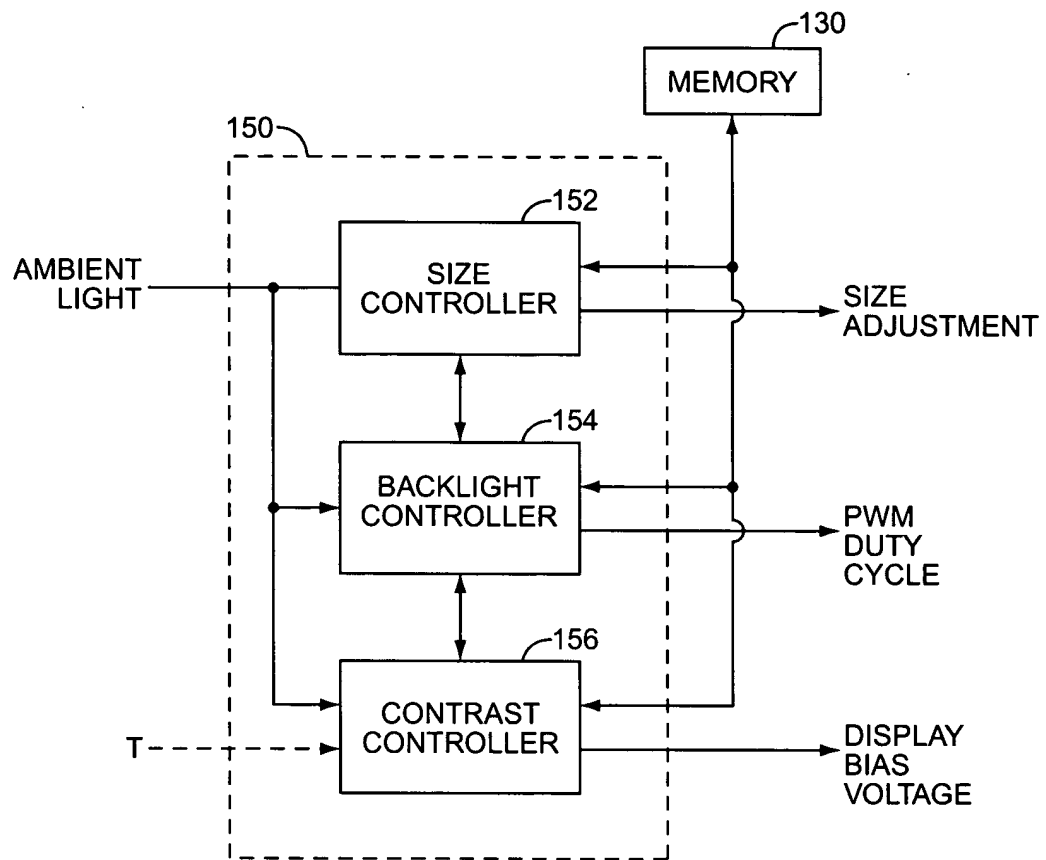 130
MEMORY
150
152
AMBIENT
LIGHT
SIZE
CONTROLLER
SIZE
ADJUSTMENT
154
BACKLIGHT
CONTROLLER
PWM
DUTY
CYCLE
156
CONTRAST
CONTROLLER
T
DISPLAY
BIAS
VOLTAGE